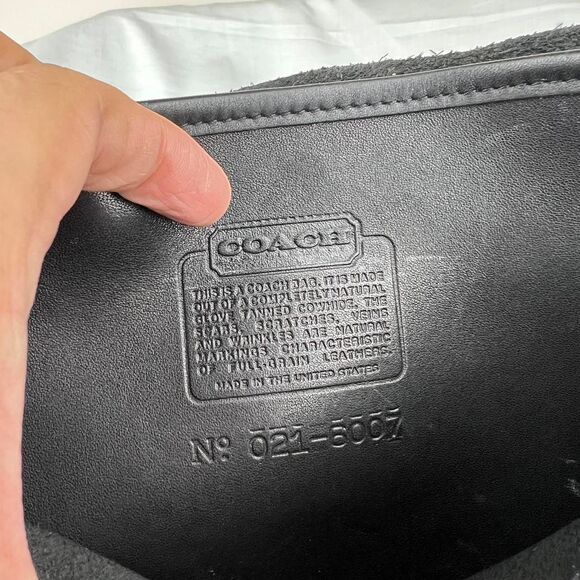 COACH
THIS IS A COACH BAG. IT IS MADE
OUT OF A COMPLETELY NATURAL
GLOVE TANNED COWHIDE, THE
SCARS, SCRATCHES, VEINS
AND WRINKLES ARE NATURAL
MARKINGS CHARACTERISTIC
OF FULL-GRAIN LEATHERS.
MADE IN THE UNITED STATES
Nº 021-5007